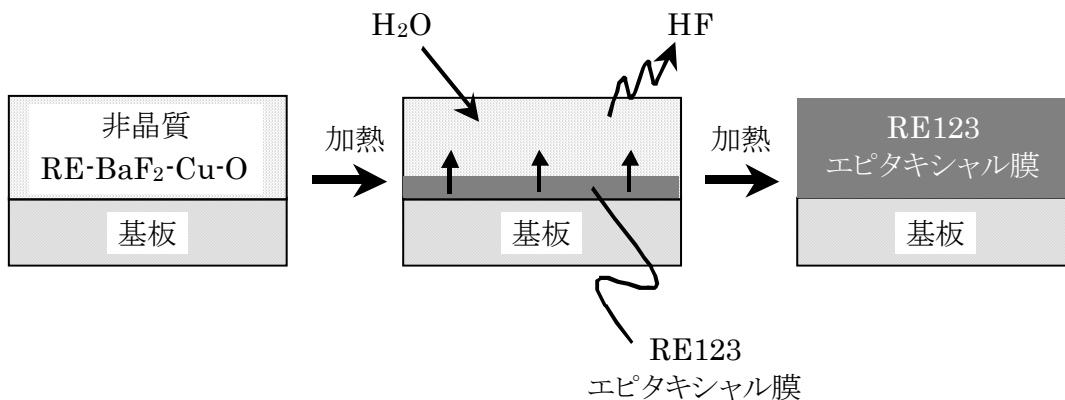 H₂O
HF
非晶質
RE-BaF₂-Cu-O
基板
加熱
基板
加熱
RE123
エピタキシャル膜
基板
RE123
エピタキシャル膜